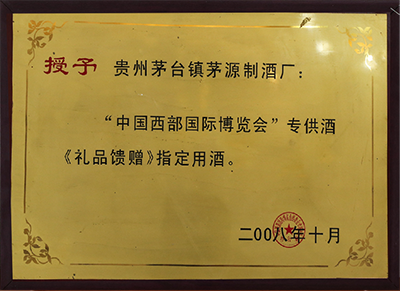 授予 贵州茅台镇茅源制酒厂：
“中国西部国际博览会”专供酒
《礼品馈赠》指定用酒。
二00八年十月